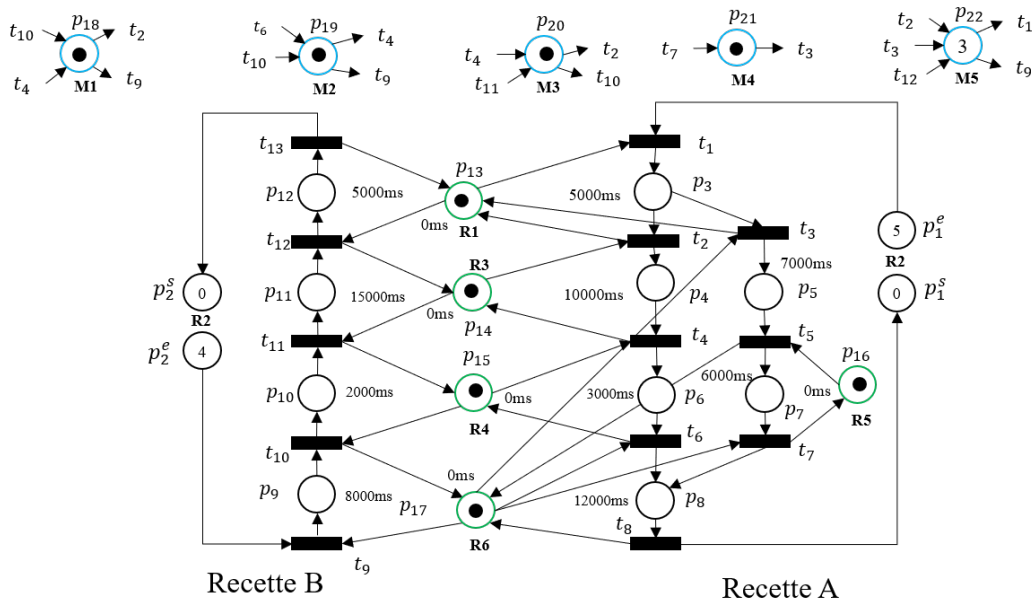 p₁₈
t₁₀ t₂
t₄ t₉
M1
p₁₉
t₆ t₄
t₁₀ t₉
M2
p₂₀
t₄ t₂
t₁₁ t₁₀
M3
p₂₁
t₇ t₃
M4
p₂₂
t₂ t₁
t₃ 3
t₁₂ t₉
M5
t₁₃ t₁
p₁₃
p₁₂ 5000ms 5000ms p₃
0ms
R1
t₁₂ t₂ t₃
5 p₁ᵉ
R2
R3
7000ms
p₂ˢ 0
R2
p₁₁ 15000ms 0ms 10000ms p₄ p₅ 0 p₁ˢ
p₁₄
p₂ᵉ 4
t₁₁ t₄ t₅
p₁₅ p₁₆
p₁₀ 2000ms 0ms 3000ms p₆ 6000ms p₇ 0ms
R4 R5
t₁₀ t₆ t₇
0ms
p₉ 8000ms p₁₇ 12000ms p₈
R6
t₈
t₉
Recette B Recette A